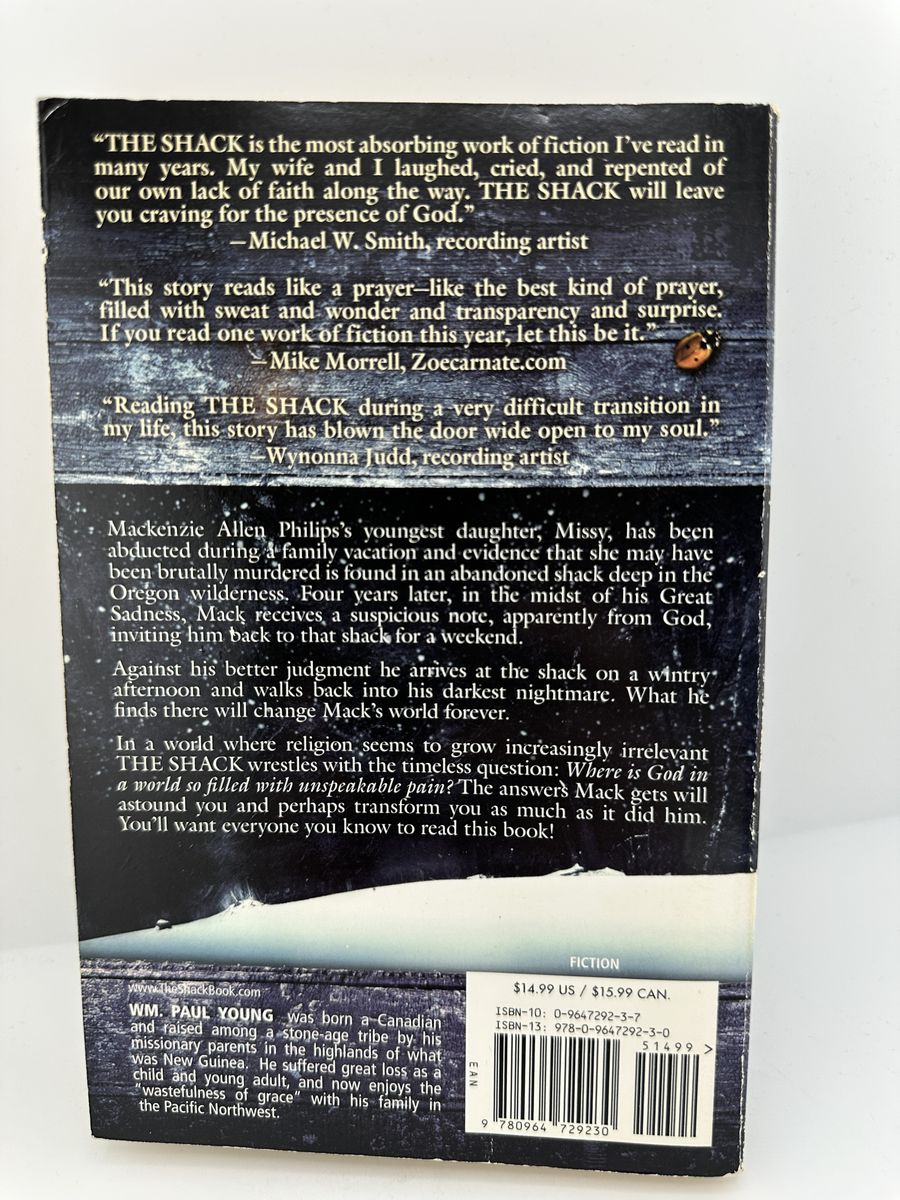 “THE SHACK is the most absorbing work of fiction I’ve read in
many years. My wife and I laughed, cried, and repented of
our own lack of faith along the way. THE SHACK will leave
you craving for the presence of God.”
—Michael W. Smith, recording artist
“This story reads like a prayer—like the best kind of prayer,
filled with sweat and wonder and transparency and surprise.
If you read one work of fiction this year, let this be it.”
—Mike Morrell, Zoecarnate.com
“Reading THE SHACK during a very difficult transition in
my life, this story has blown the door wide open to my soul.”
—Wynonna Judd, recording artist
Mackenzie Allen Philips’s youngest daughter, Missy, has been
abducted during a family vacation and evidence that she may have
been brutally murdered is found in an abandoned shack deep in the
Oregon wilderness. Four years later, in the midst of his Great
Sadness, Mack receives a suspicious note, apparently from God,
inviting him back to that shack for a weekend.
Against his better judgment he arrives at the shack on a wintry
afternoon and walks back into his darkest nightmare. What he
finds there will change Mack’s world forever.
In a world where religion seems to grow increasingly irrelevant
THE SHACK wrestles with the timeless question: Where is God in
a world so filled with unspeakable pain? The answers Mack gets will
astound you and perhaps transform you as much as it did him.
You’ll want everyone you know to read this book!
FICTION
www.TheShackBook.com
WM. PAUL YOUNG was born a Canadian
and raised among a stone-age tribe by his
missionary parents in the highlands of what
was New Guinea. He suffered great loss as a
child and young adult, and now enjoys the
“wastefulness of grace” with his family in
the Pacific Northwest.
$14.99 US / $15.99 CAN.
ISBN-10: 0-9647292-3-7
ISBN-13: 978-0-9647292-3-0
51499 >
EAN
9 780964 729230